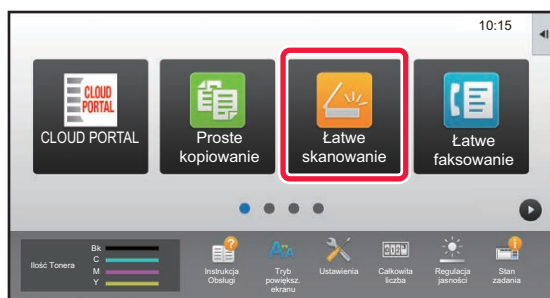 10:15
CLOUD
PORTAL
CLOUD PORTAL
Proste
kopiowanie
Łatwe
skanowanie
Łatwe
faksowanie
Ilość Tonera
Bk
C
M
Y
Instrukcja
Obsługi
Tryb
powiększ.
ekranu
Ustawienia
Całkowita
liczba
Regulacja
jasności
Stan
zadania